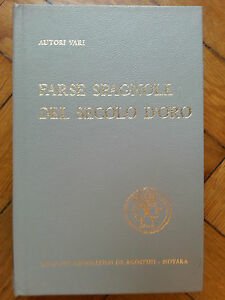 AUTORI VARI
FARSE SPAGNOLE
DEL SECOLO D'ORO
ISTITUTO GEOGRAFICO DE AGOSTINI - NOVARA